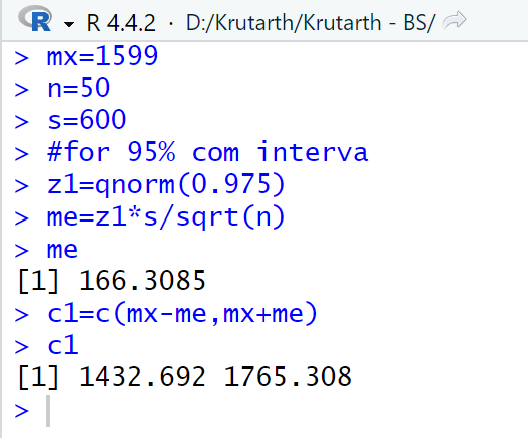 R R 4.4.2 · D:/Krutarth/Krutarth - BS/
> mx=1599
> n=50
> s=600
> #for 95% com interva
> z1=qnorm(0.975)
> me=z1*s/sqrt(n)
> me
[1] 166.3085
> c1=c(mx-me,mx+me)
> c1
[1] 1432.692 1765.308
>